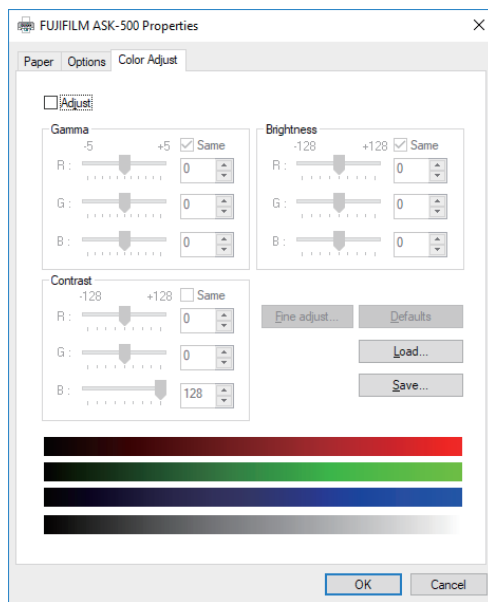 FUJIFILM ASK-500 Properties
Paper Options Color Adjust
Adjust
Gamma
-5 +5 Same
R : 0
G : 0
B : 0
Brightness
-128 +128 Same
R : 0
G : 0
B : 0
Contrast
-128 +128 Same
R : 0
G : 0
B : 128
Fine adjust... Defaults
Load...
Save...
OK Cancel